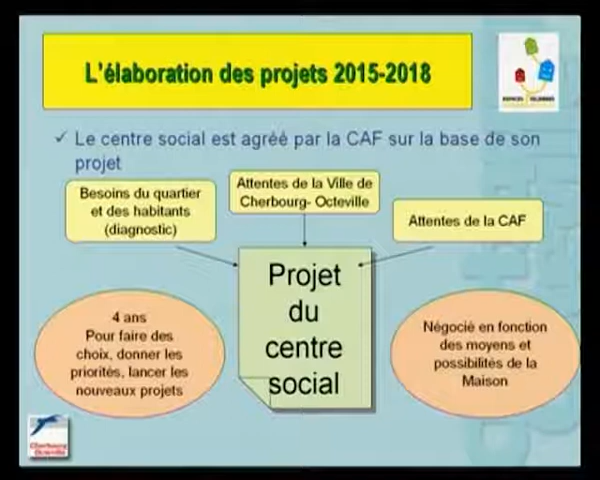 L'élaboration des projets 2015-2018
✓ Le centre social est agréé par la CAF sur la base de son
projet
Besoins du quartier
et des habitants
(diagnostic)
Attentes de la Ville de
Cherbourg- Octeville
Attentes de la CAF
Projet
du
centre
social
4 ans
Pour faire des
choix, donner les
priorités, lancer les
nouveaux projets
Négocié en fonction
des moyens et
possibilités de la
Maison
Cherbourg
Octeville